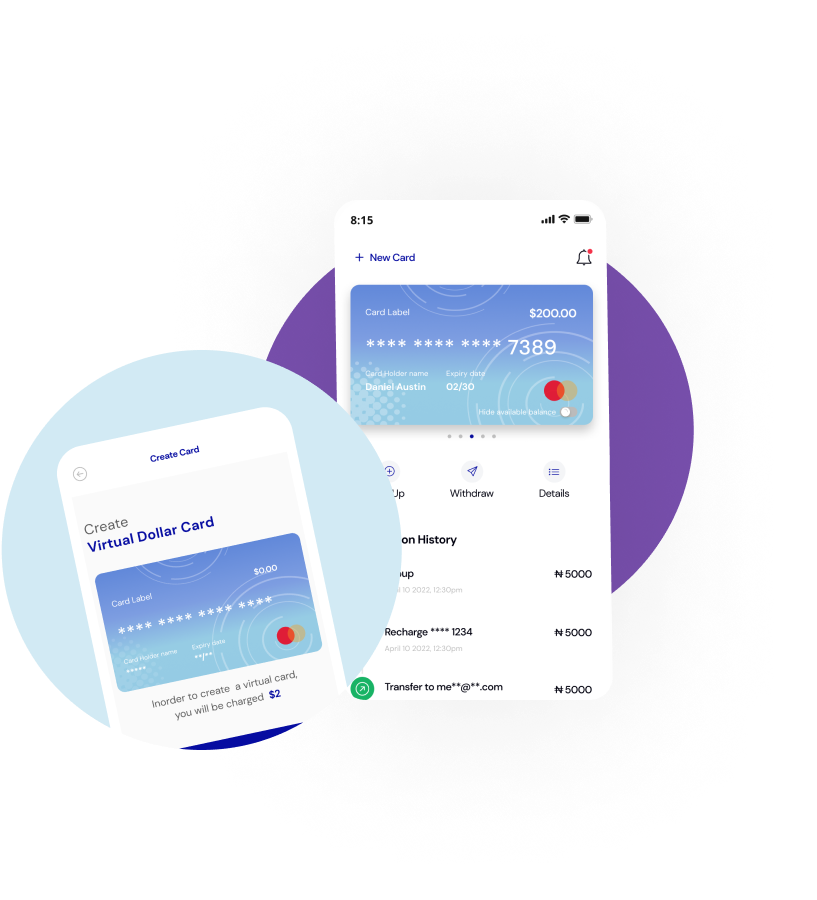 8:15
+ New Card
Card Label $200.00
**** **** **** 7389
Card Holder name Expiry date
Daniel Austin 02/30
Hide available balance
Up Withdraw Details
on History
oup ₦ 5000
il 10 2022, 12:30pm
Recharge **** 1234 ₦ 5000
April 10 2022, 12:30pm
Transfer to me**@**.com ₦ 5000
Create Card
Create
Virtual Dollar Card
$0.00
Card Label
**** **** **** ****
Card Holder name Expiry date
***** **/**
Inorder to create a virtual card,
you will be charged $2